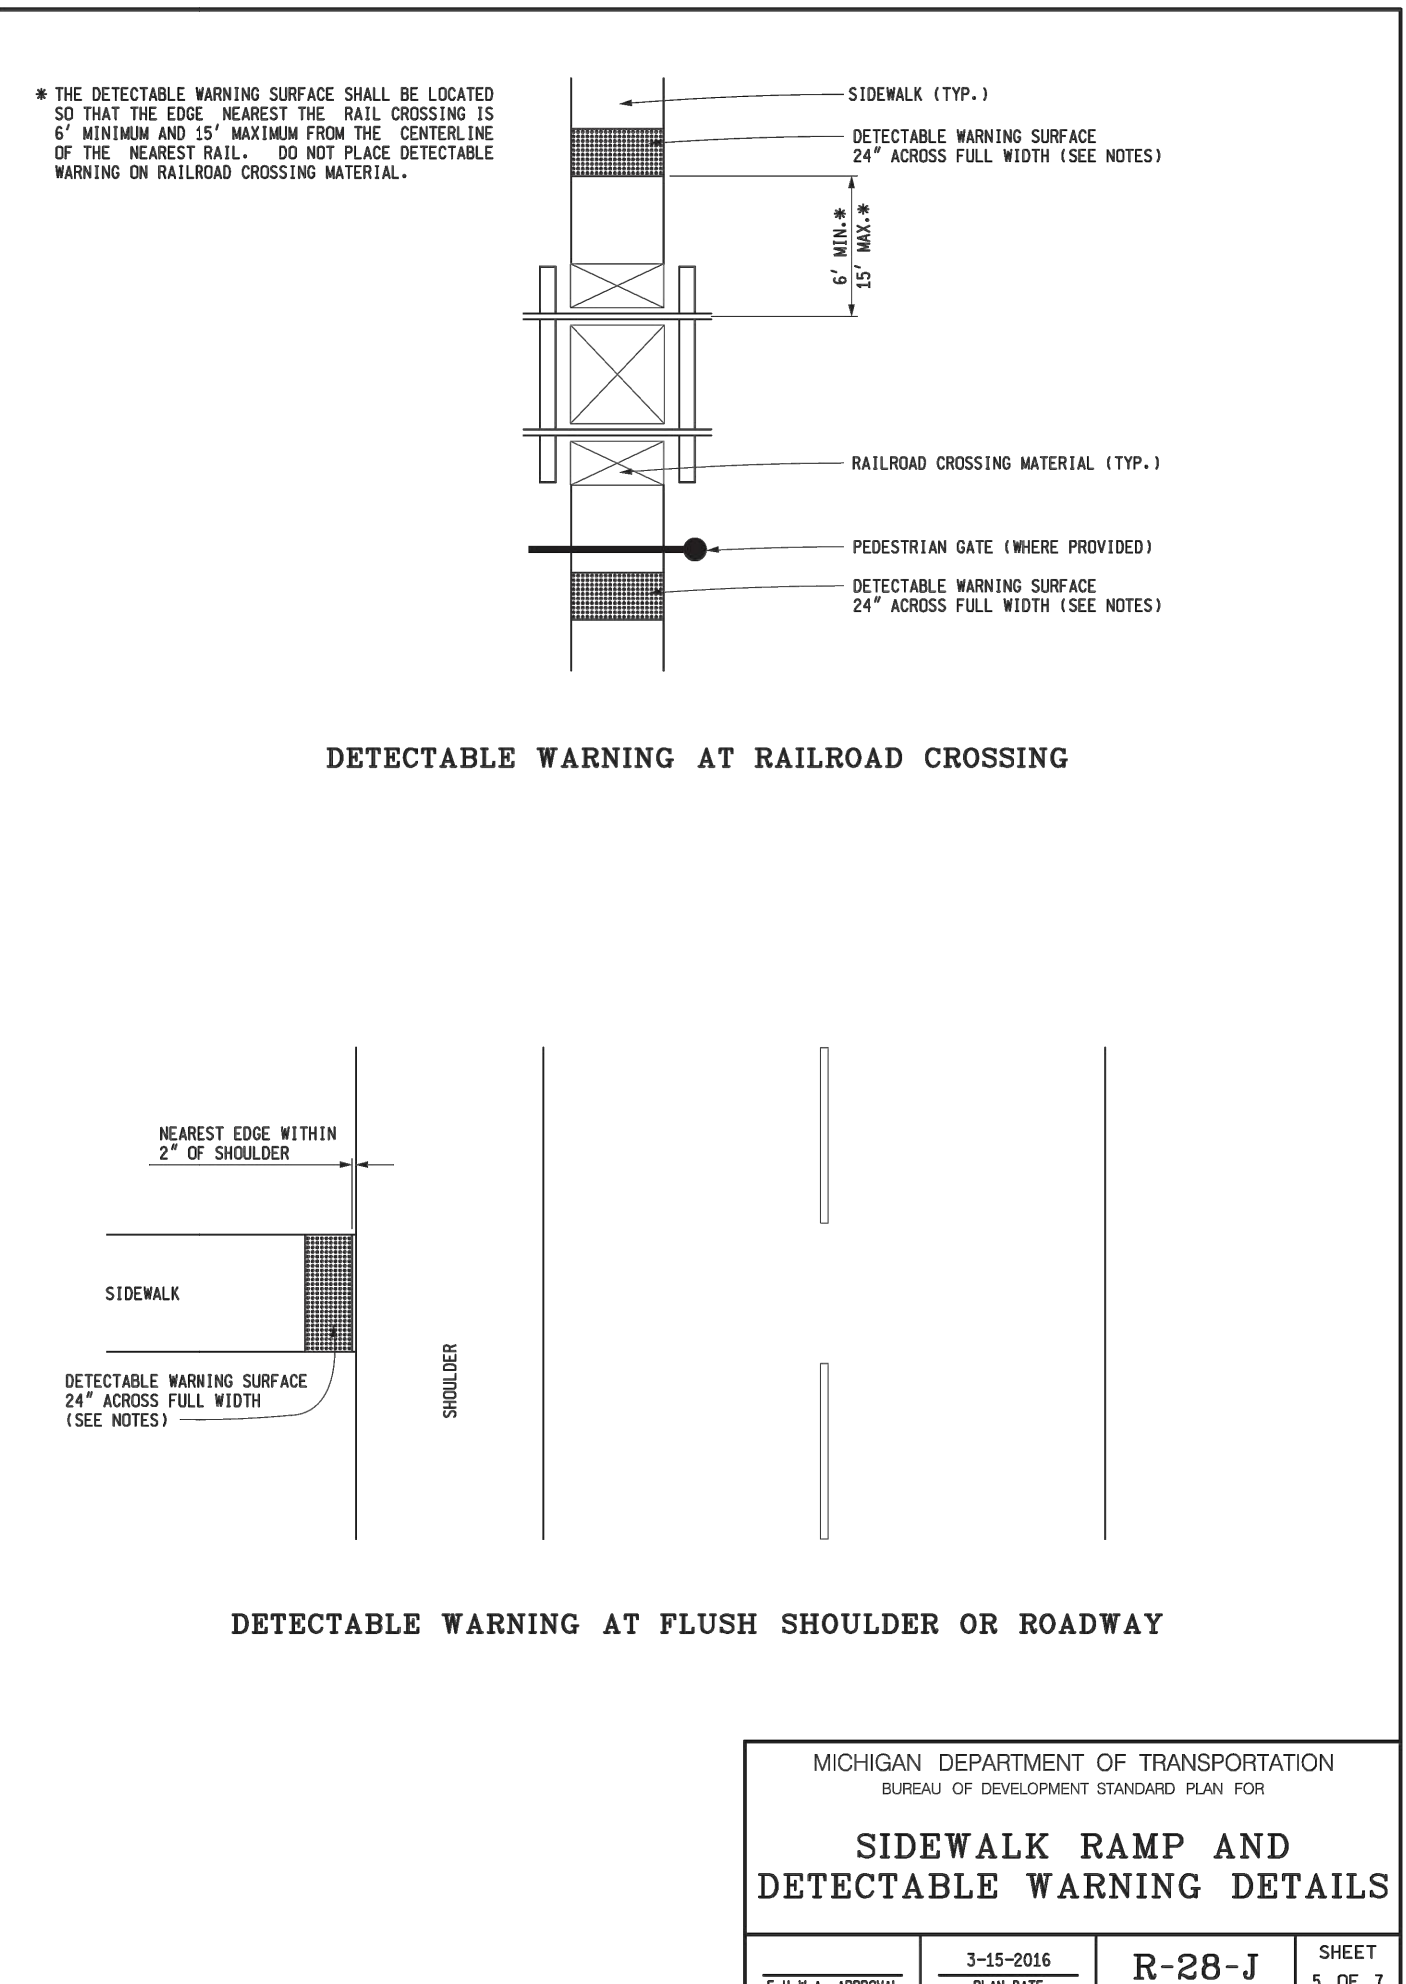 * THE DETECTABLE WARNING SURFACE SHALL BE LOCATED
SO THAT THE EDGE NEAREST THE RAIL CROSSING IS
6' MINIMUM AND 15' MAXIMUM FROM THE CENTERLINE
OF THE NEAREST RAIL. DO NOT PLACE DETECTABLE
WARNING ON RAILROAD CROSSING MATERIAL.
SIDEWALK (TYP.)
DETECTABLE WARNING SURFACE
24" ACROSS FULL WIDTH (SEE NOTES)
6' MIN.*
15' MAX.*
RAILROAD CROSSING MATERIAL (TYP.)
PEDESTRIAN GATE (WHERE PROVIDED)
DETECTABLE WARNING SURFACE
24" ACROSS FULL WIDTH (SEE NOTES)
DETECTABLE WARNING AT RAILROAD CROSSING
NEAREST EDGE WITHIN
2" OF SHOULDER
SIDEWALK
DETECTABLE WARNING SURFACE
24" ACROSS FULL WIDTH
(SEE NOTES)
SHOULDER
DETECTABLE WARNING AT FLUSH SHOULDER OR ROADWAY
MICHIGAN DEPARTMENT OF TRANSPORTATION
BUREAU OF DEVELOPMENT STANDARD PLAN FOR
SIDEWALK RAMP AND
DETECTABLE WARNING DETAILS
F.H.W.A. APPROVAL
3-15-2016
PLAN DATE
R-28-J
SHEET
5 OF 7